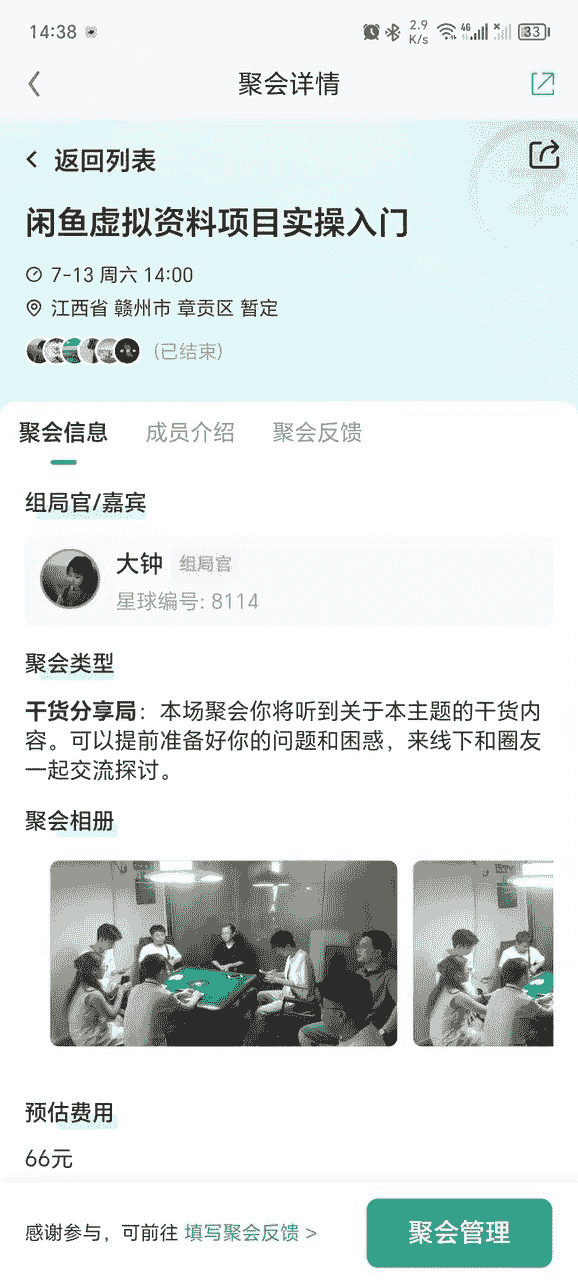 14:38
2.9
K/s
4G
33
聚会详情
返回列表
闲鱼虚拟资料项目实操入门
7-13 周六 14:00
江西省 赣州市 章贡区 暂定
(已结束)
聚会信息 成员介绍 聚会反馈
组局官/嘉宾
大钟 组局官
星球编号: 8114
聚会类型
干货分享局：本场聚会你将听到关于本主题的干货内
容。可以提前准备好你的问题和困惑，来线下和圈友
一起交流探讨。
聚会相册
预估费用
66元
感谢参与，可前往 填写聚会反馈 >
聚会管理